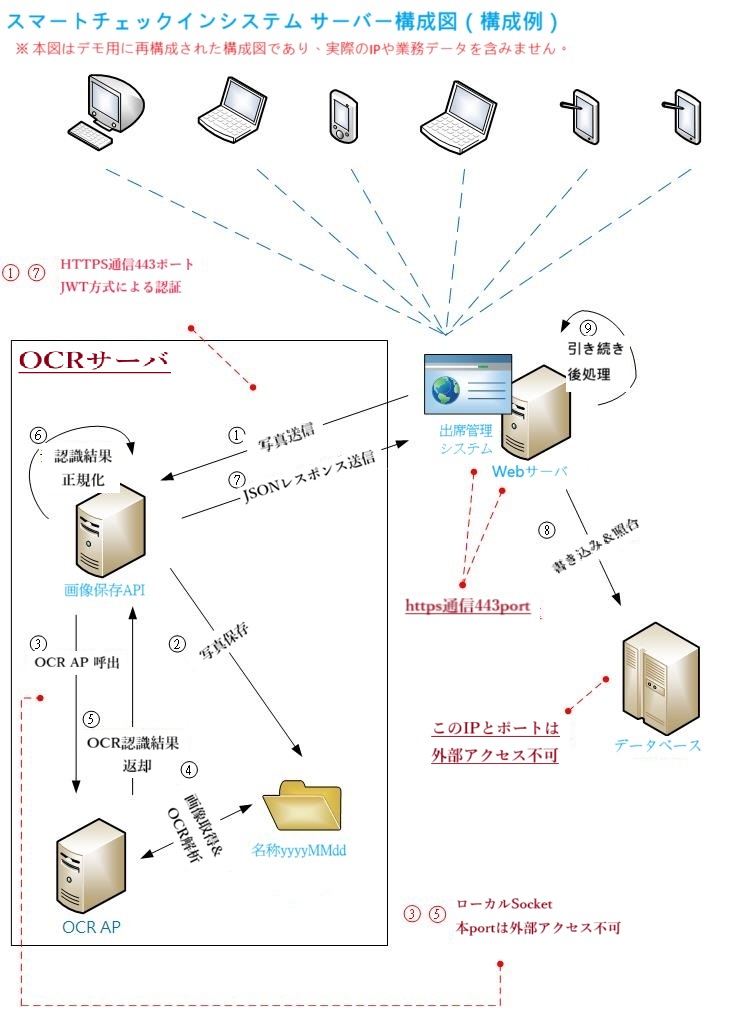 スマートチェックインシステム サーバー構成図 ( 構成例 )
※ 本図はデモ用に再構成された構成図であり、実際のIPや業務データを含みません。
① ⑦
HTTPS通信443ポート
JWT方式による認証
OCRサーバ
⑨
引き続き
後処理
① 写真送信
⑦ JSONレスポンス送信
出席管理
システム
Webサーバ
⑥
認識結果
正規化
画像保存API
⑧ 書き込み＆照合
https通信443port
② 写真保存
③
OCR AP 呼出
⑤
OCR認識結果
返却
④
画像取得&
OCR解析
名称yyyyMMdd
OCR AP
このIPとポートは
外部アクセス不可
データベース
③ ⑤
ローカルSocket
本portは外部アクセス不可